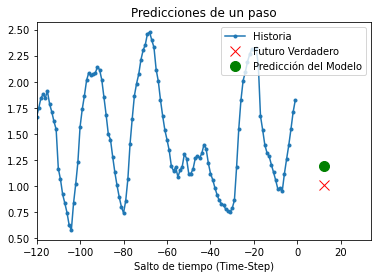 Predicciones de un paso
Historia
Futuro Verdadero
Predicción del Modelo
2.50
2.25
2.00
1.75
1.50
1.25
1.00
0.75
0.50
−120 −100 −80 −60 −40 −20 0 20
Salto de tiempo (Time-Step)